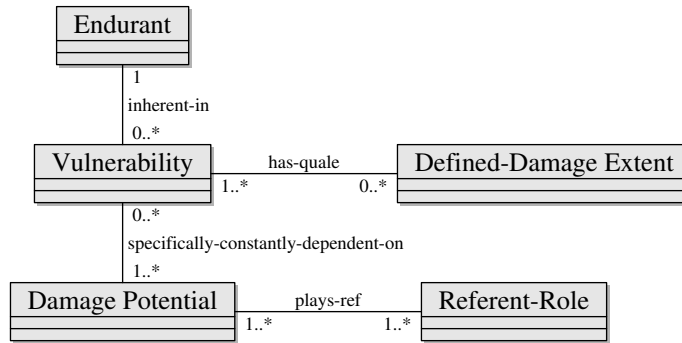 Endurant
1
inherent-in
0..*
Vulnerability
has-quale
Defined-Damage Extent
1..*
0..*
0..*
specifically-constantly-dependent-on
1..*
Damage Potential
plays-ref
Referent-Role
1..*
1..*